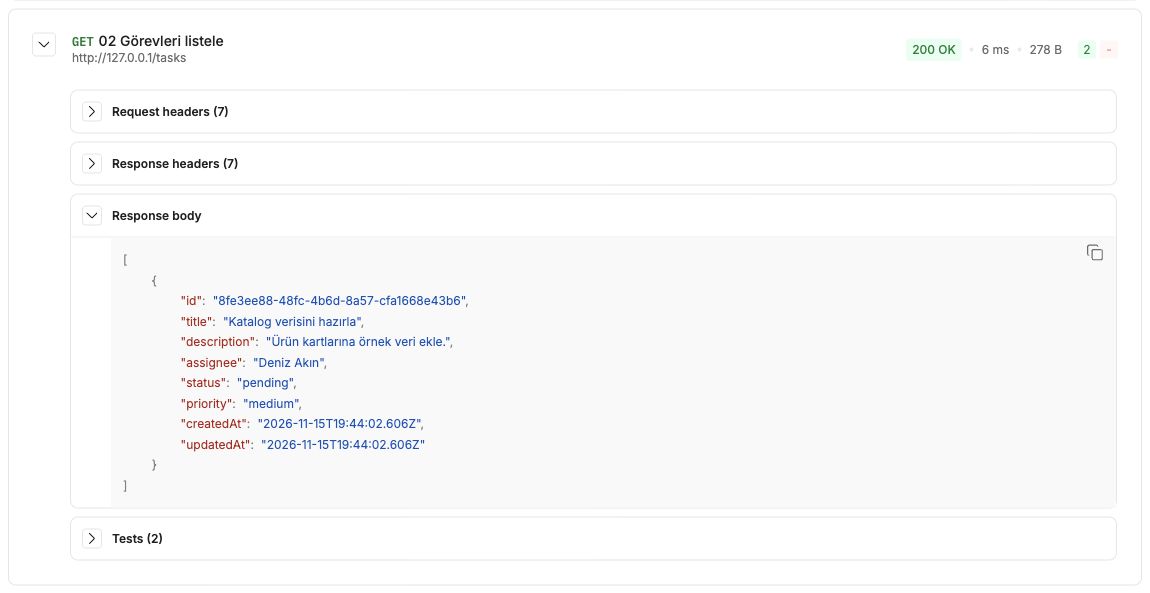 GET 02 Görevleri listele
http://127.0.0.1/tasks
200 OK • 6 ms • 278 B 2 -
Request headers (7)
Response headers (7)
Response body
[
{
"id": "8fe3ee88-48fc-4b6d-8a57-cfa1668e43b6",
"title": "Katalog verisini hazırla",
"description": "Ürün kartlarına örnek veri ekle.",
"assignee": "Deniz Akın",
"status": "pending",
"priority": "medium",
"createdAt": "2026-11-15T19:44:02.606Z",
"updatedAt": "2026-11-15T19:44:02.606Z"
}
]
Tests (2)